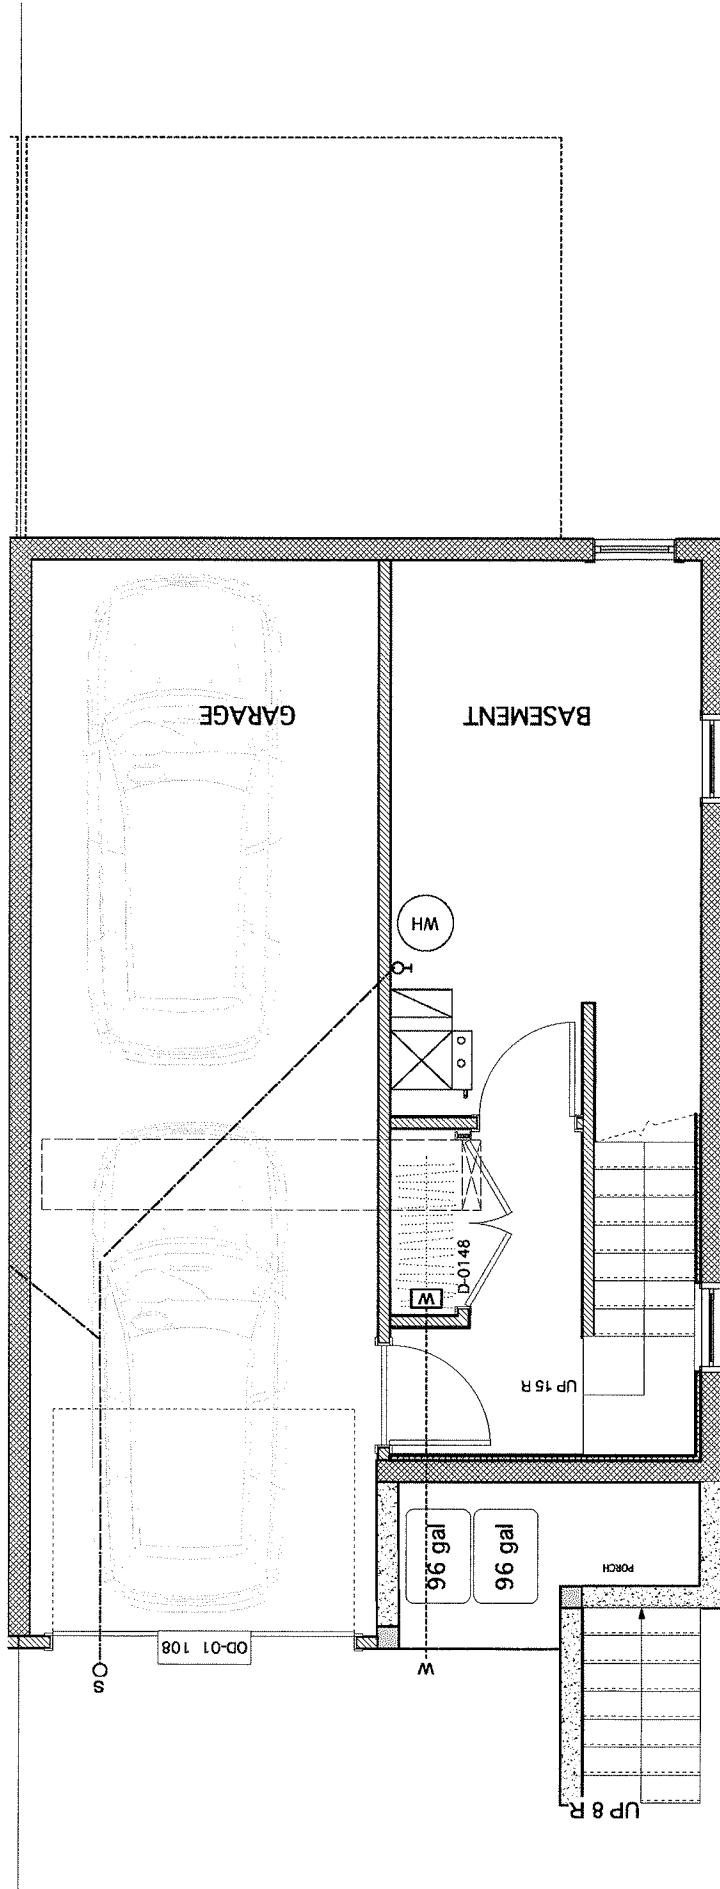 GARAGE
BASEMENT
WH
D-0148
W
UP 15 R
96 gal
96 gal
PORCH
OD-01 108
S
W
UP 8 R